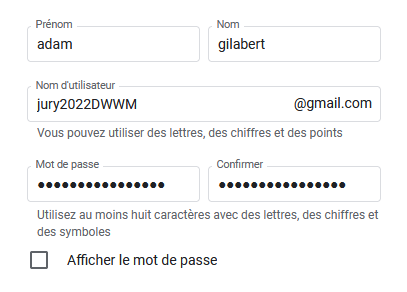 Prénom Nom
adam gilabert
Nom d'utilisateur
jury2022DWWM @gmail.com
Vous pouvez utiliser des lettres, des chiffres et des points
Mot de passe Confirmer
•••••••••••••••• ••••••••••••••••
Utilisez au moins huit caractères avec des lettres, des chiffres et
des symboles
Afficher le mot de passe